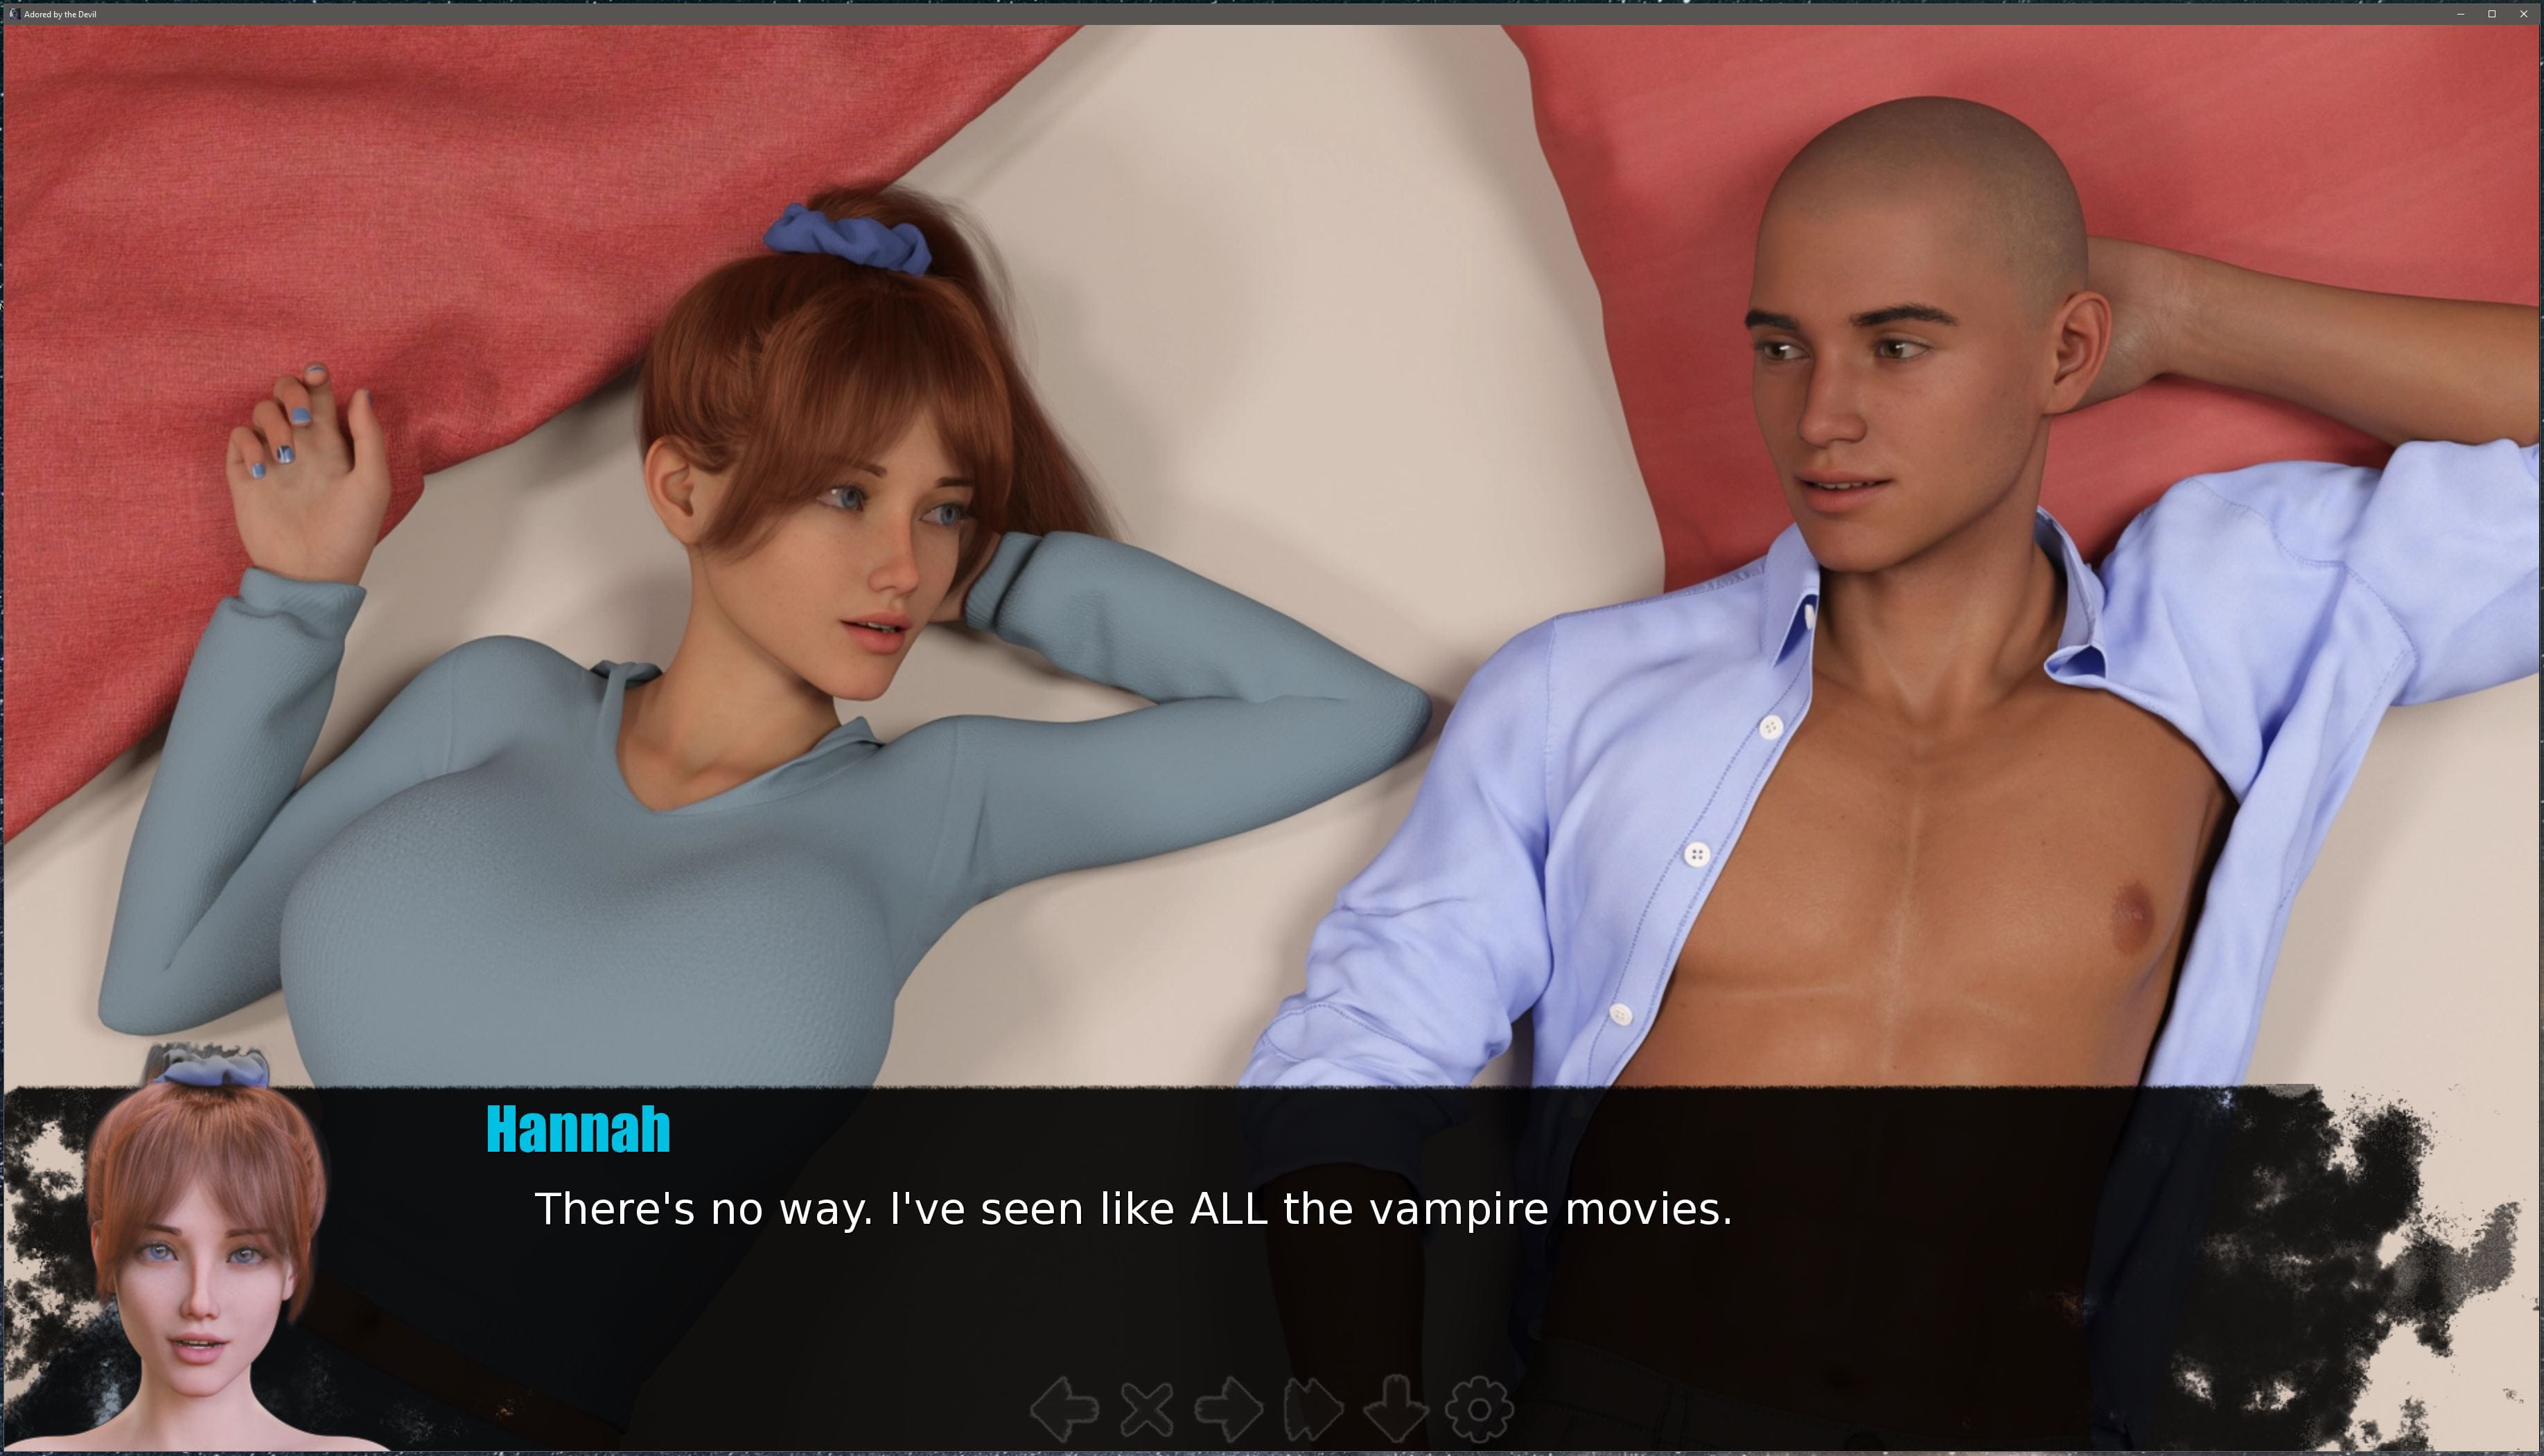 Adored by the Devil
Hannah
There's no way. I've seen like ALL the vampire movies.